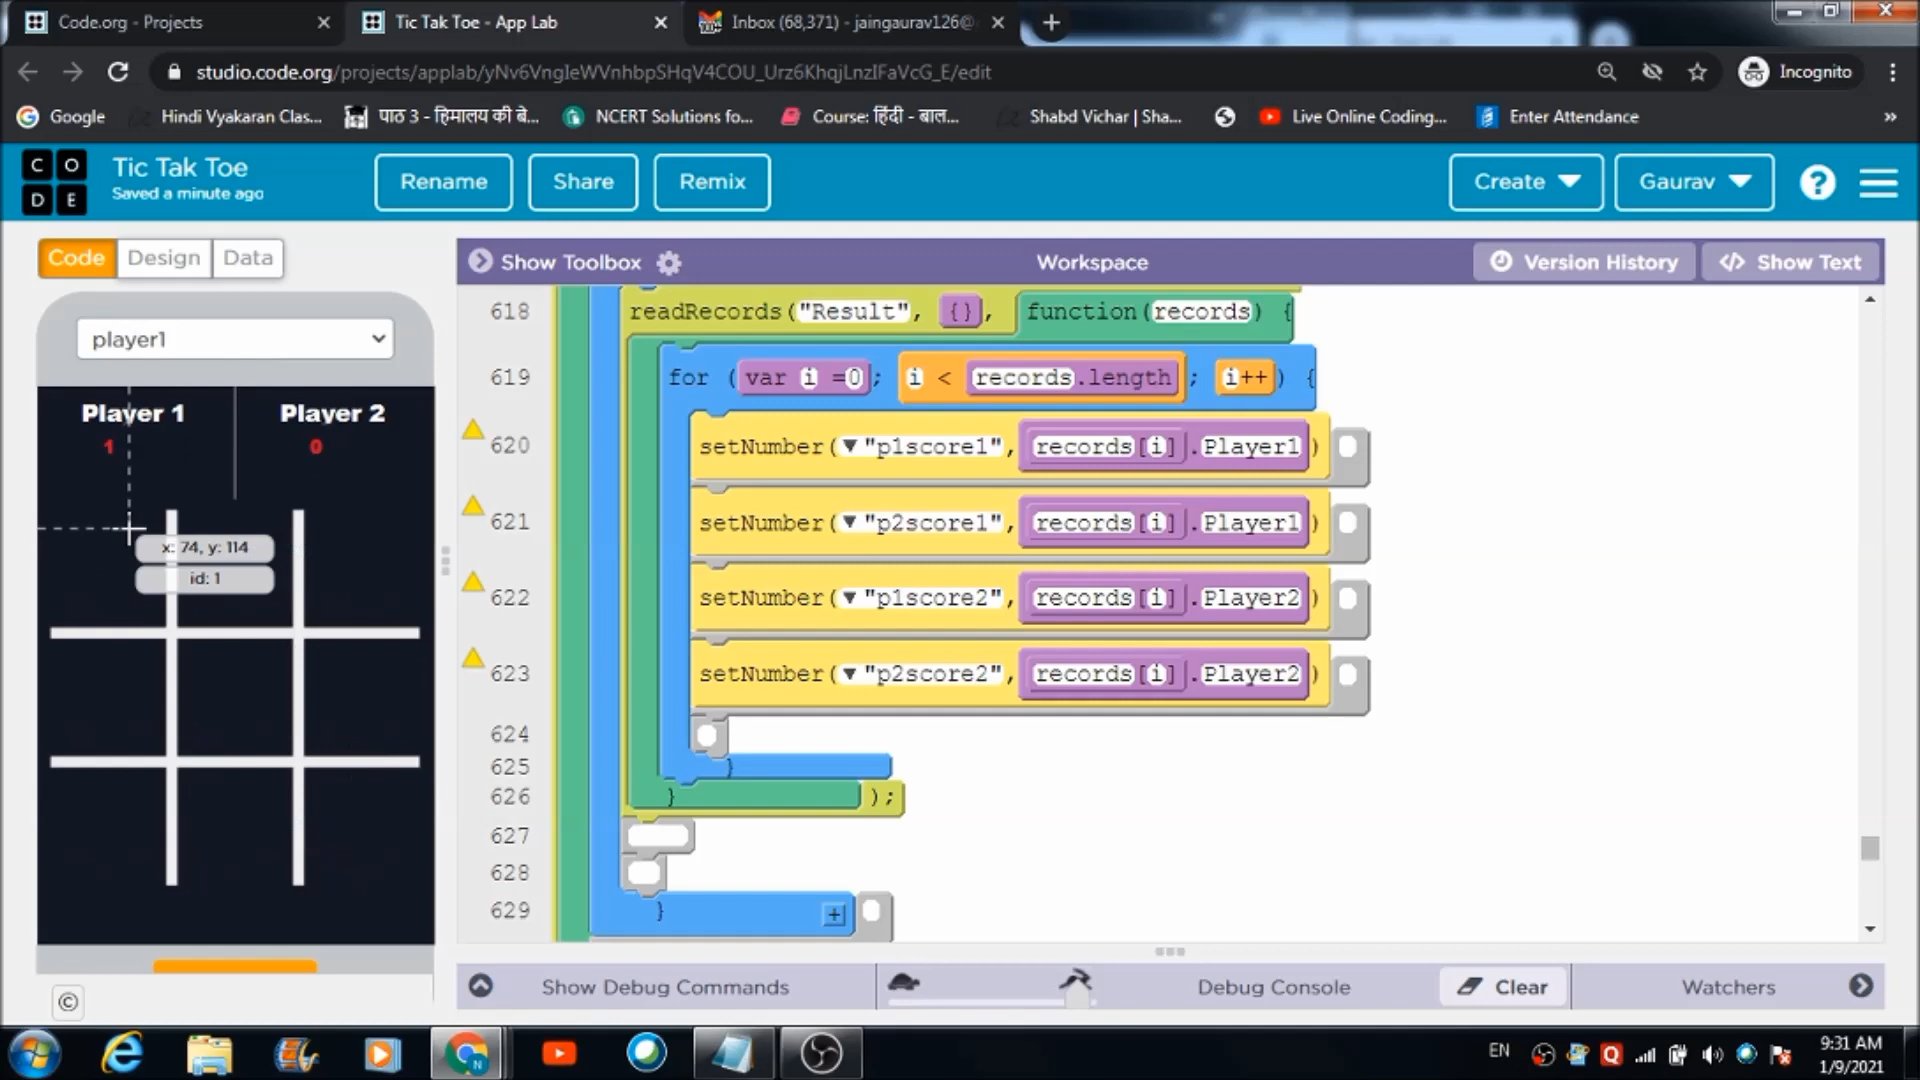 Code.org - Projects
Tic Tak Toe - App Lab
Inbox (68,371) - jaingaurav126@
studio.code.org/projects/applab/yNv6VngIeWVnhbpSHqV4COU_Urz6KhqjLnzIFaVcG_E/edit
Incognito
Google
Hindi Vyakaran Clas...
पाठ 3 - हिमालय की बे...
NCERT Solutions fo...
Course: हिंदी - बाल...
Shabd Vichar | Sha...
Live Online Coding...
Enter Attendance
»
C O
D E
Tic Tak Toe
Saved a minute ago
Rename
Share
Remix
Create
Gaurav
?
Code
Design
Data
Show Toolbox
Workspace
Version History
</> Show Text
player1
Player 1
Player 2
1
0
x: 74, y: 114
id: 1
618 readRecords("Result", {}, function(records) {
619 for (var i =0; i < records.length; i++) {
620 setNumber("p1score1", records[i].Player1)
621 setNumber("p2score1", records[i].Player1)
622 setNumber("p1score2", records[i].Player2)
623 setNumber("p2score2", records[i].Player2)
624
625 }
626 });
627
628
629 } +
©
Show Debug Commands
Debug Console
Clear
Watchers
N
EN
Q
9:31 AM
1/9/2021